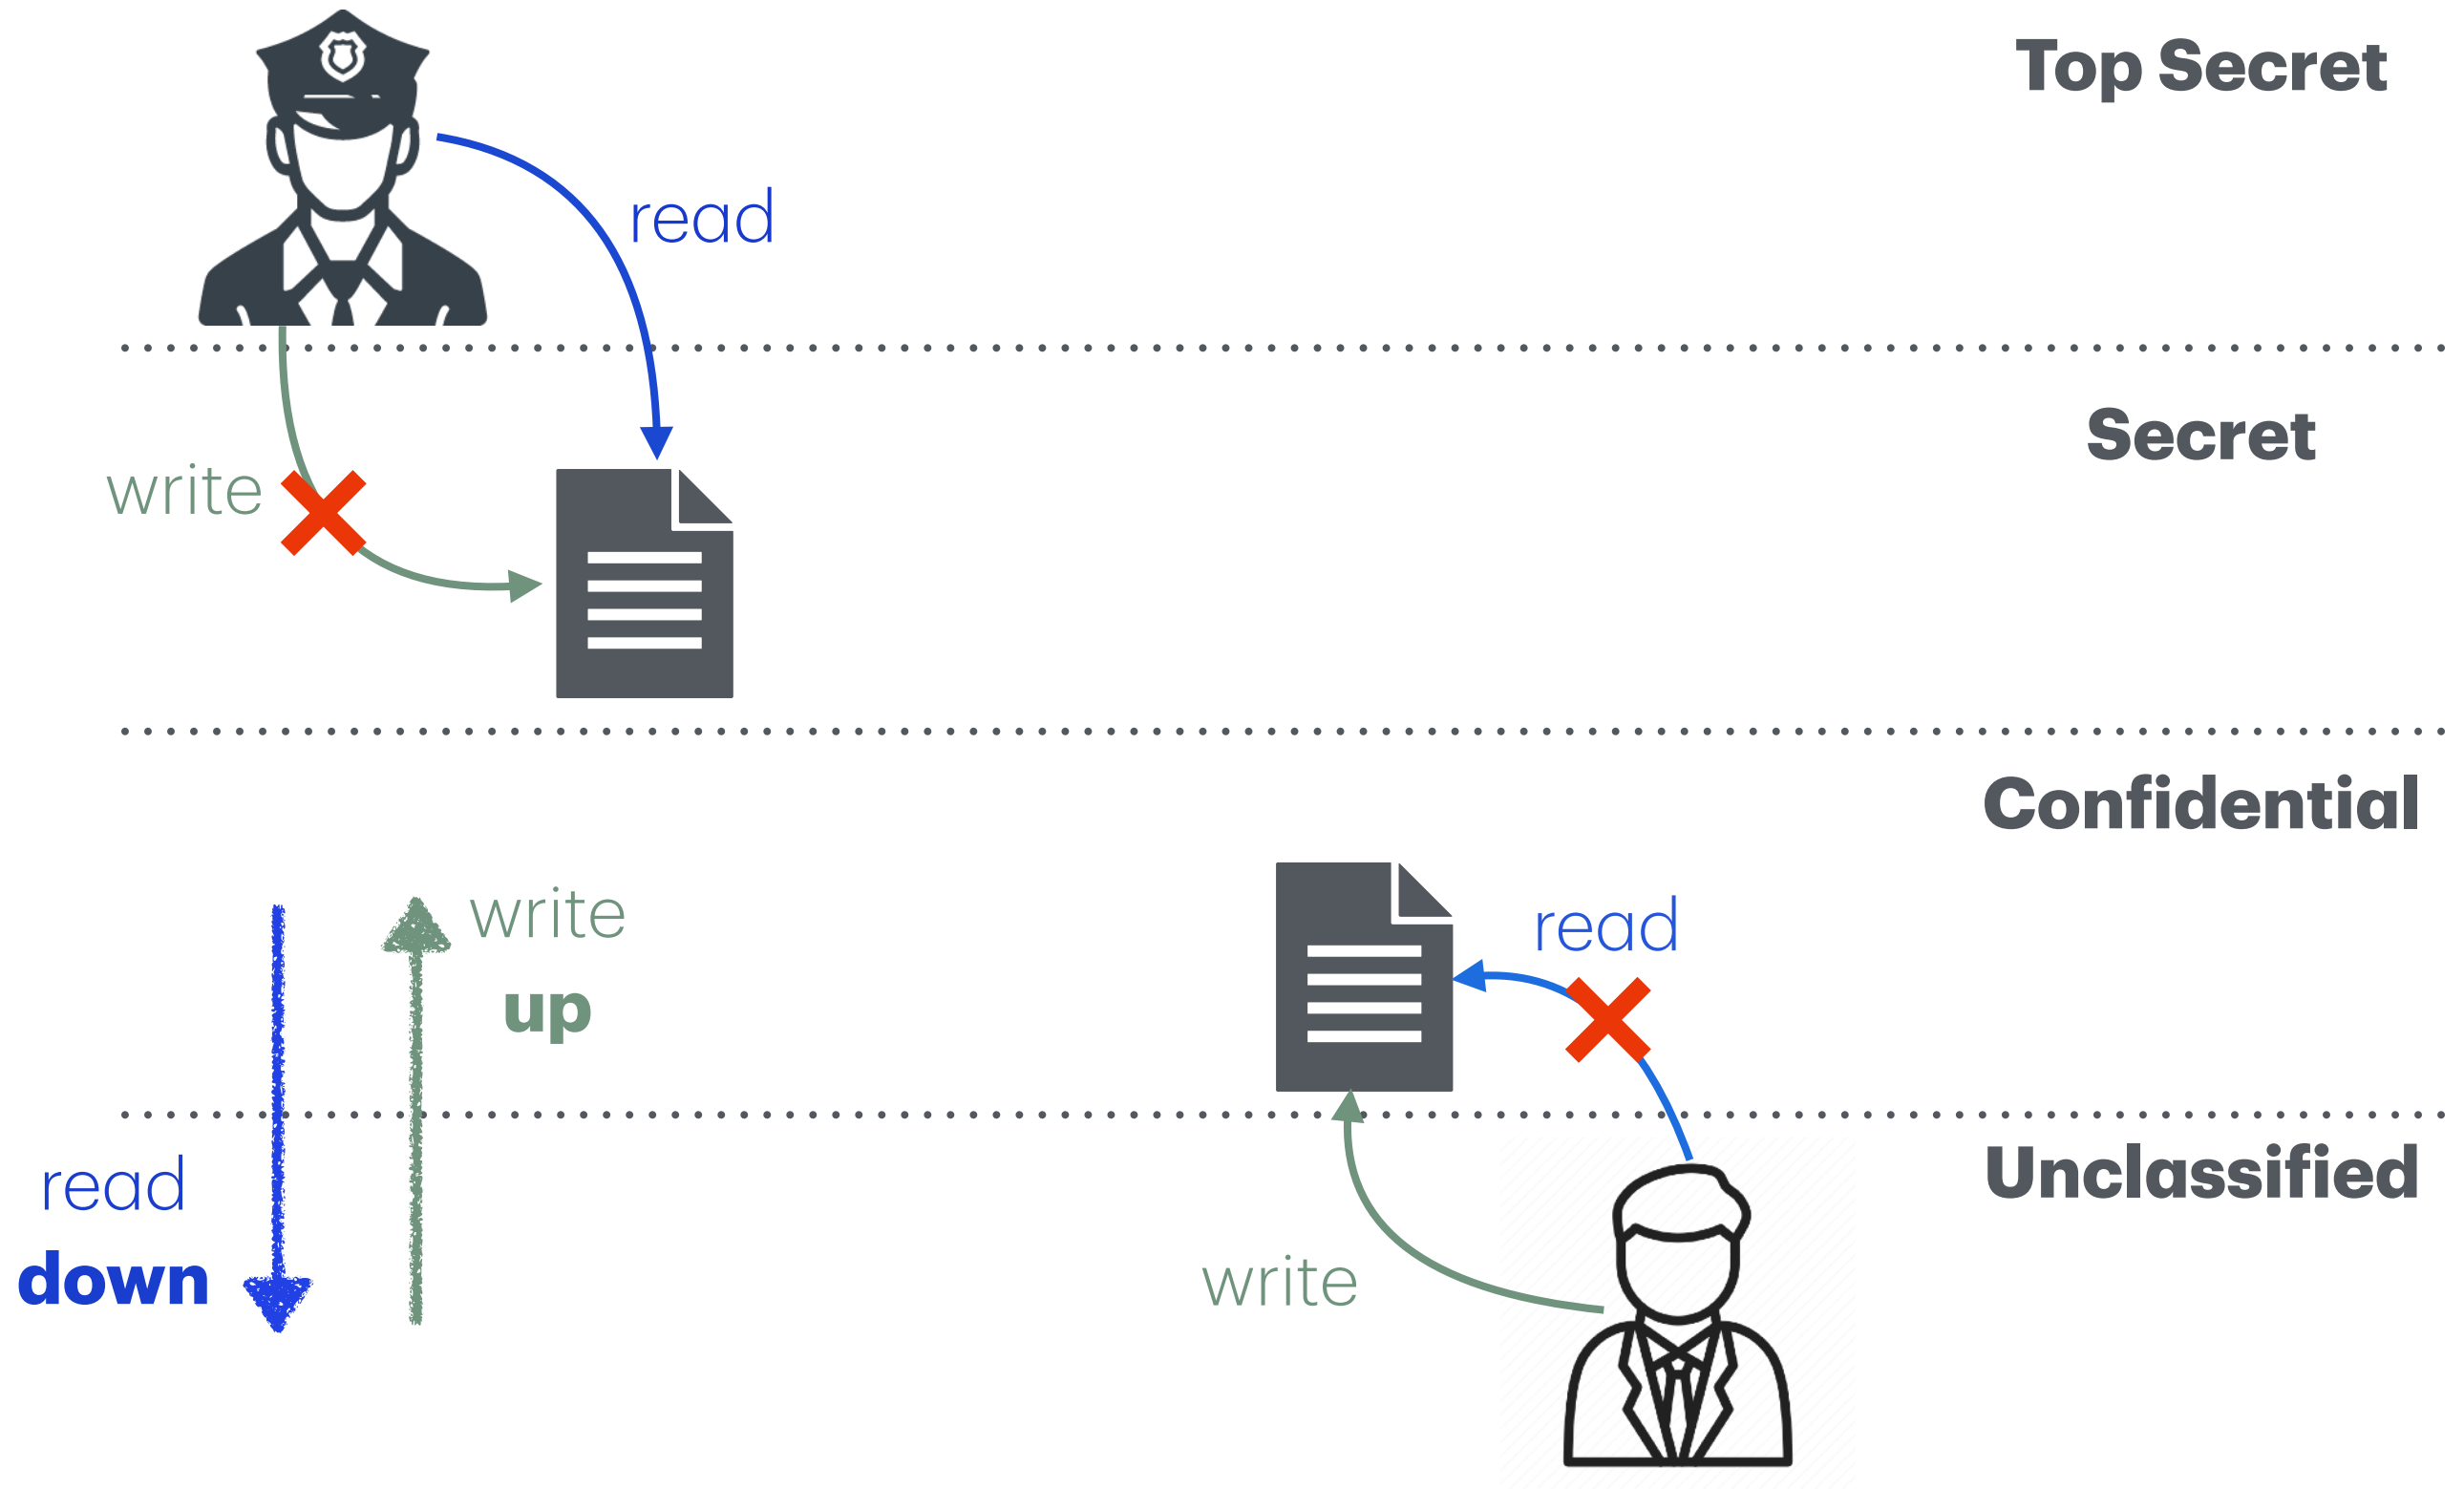 Top Secret
read
Secret
write
Confidential
write
up
read
Unclassified
read
down
write